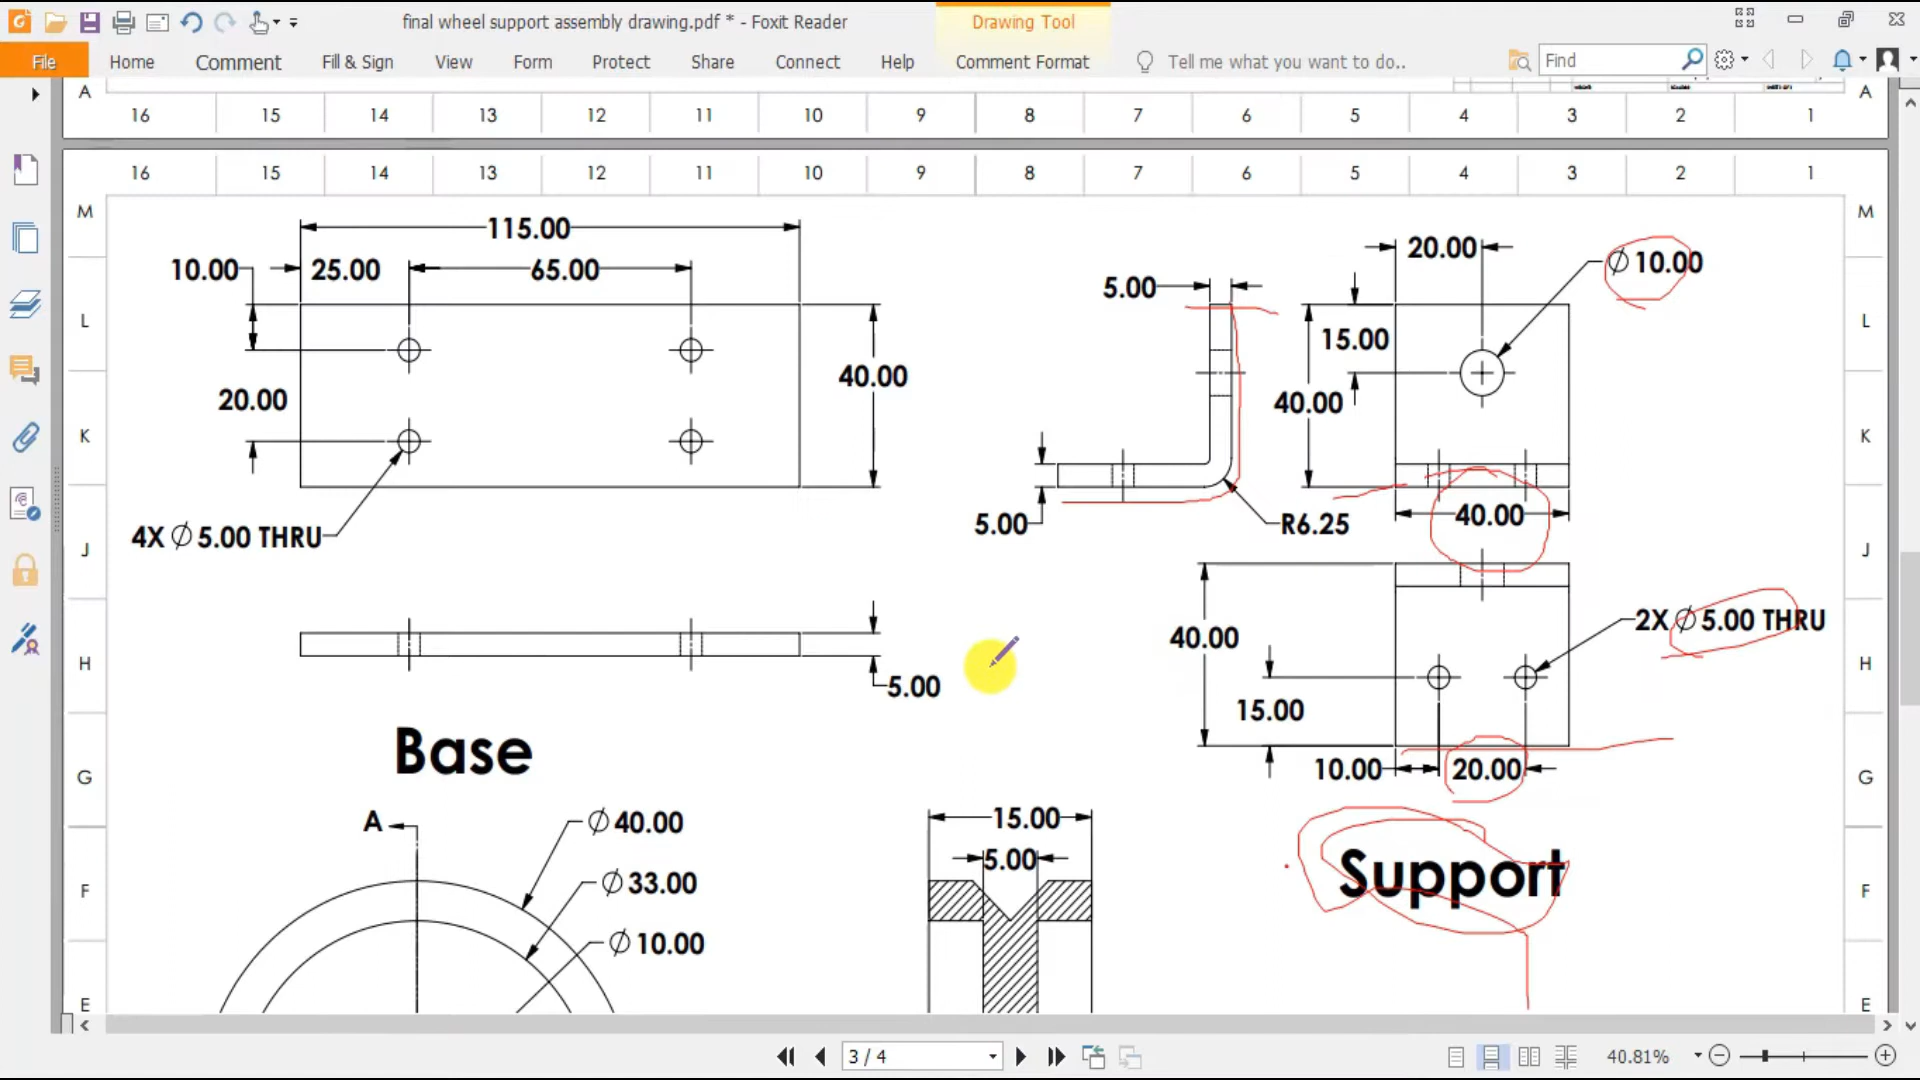 final wheel support assembly drawing.pdf * - Foxit Reader
Drawing Tool
File Home Comment Fill & Sign View Form Protect Share Connect Help Comment Format Tell me what you want to do.. Find
A A
16 15 14 13 12 11 10 9 8 7 6 5 4 3 2 1
16 15 14 13 12 11 10 9 8 7 6 5 4 3 2 1
M M
115.00
10.00 25.00 65.00
20.00
40.00
4X Ø 5.00 THRU
5.00
Base
5.00
5.00
R6.25
20.00
Ø 10.00
15.00
40.00
40.00
40.00
2X Ø 5.00 THRU
15.00
10.00 20.00
Support
L L
K K
J J
H H
G G
F F
E E
A
Ø 40.00
Ø 33.00
Ø 10.00
15.00
5.00
3 / 4
40.81%